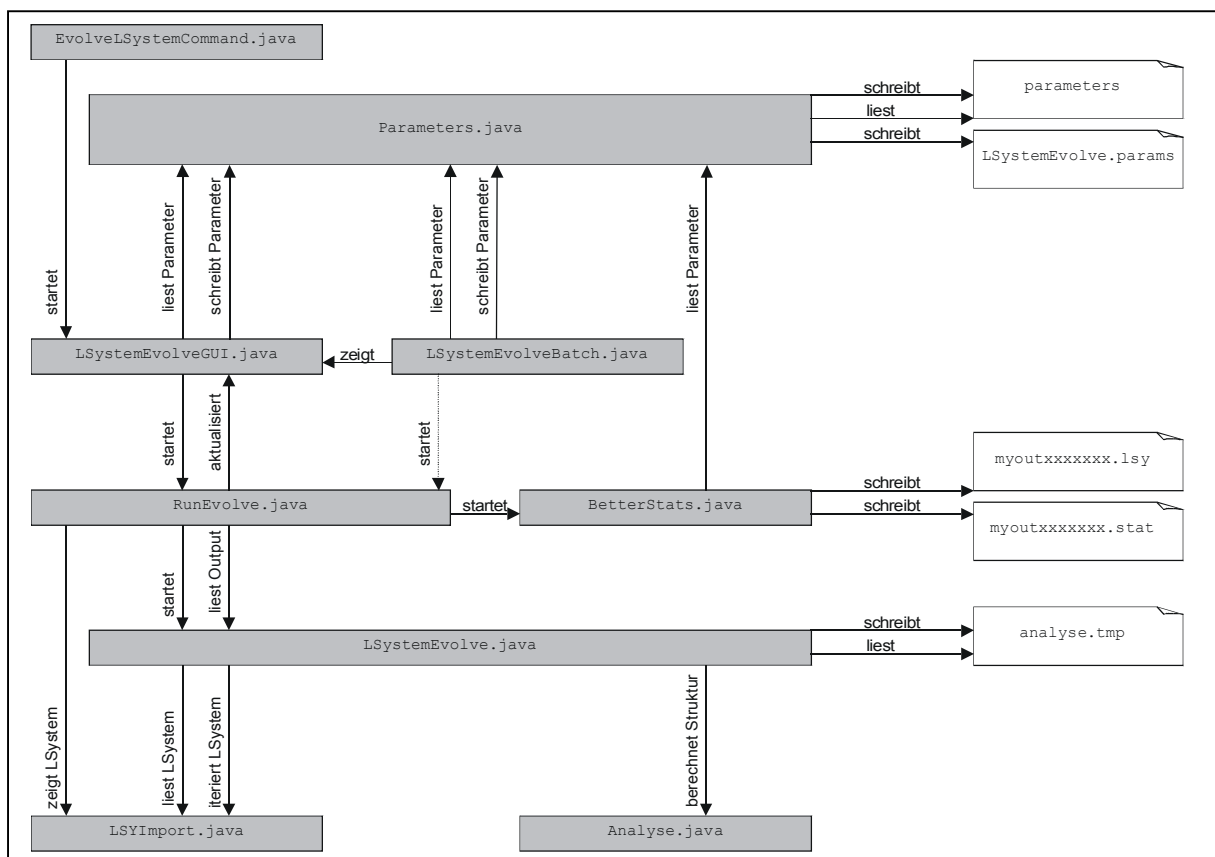 EvolveLSystemCommand.java
schreibt
parameters
liest
Parameters.java
schreibt
LSystemEvolve.params
startet
liest Parameter
schreibt Parameter
liest Parameter
schreibt Parameter
liest Parameter
LSystemEvolveGUI.java
zeigt
LSystemEvolveBatch.java
startet
aktualisiert
startet
myoutxxxxxxx.lsy
schreibt
RunEvolve.java
startet
BetterStats.java
schreibt
myoutxxxxxxx.stat
startet
liest Output
schreibt
analyse.tmp
LSystemEvolve.java
liest
zeigt LSystem
liest LSystem
iteriert LSystem
berechnet Struktur
LSYImport.java
Analyse.java